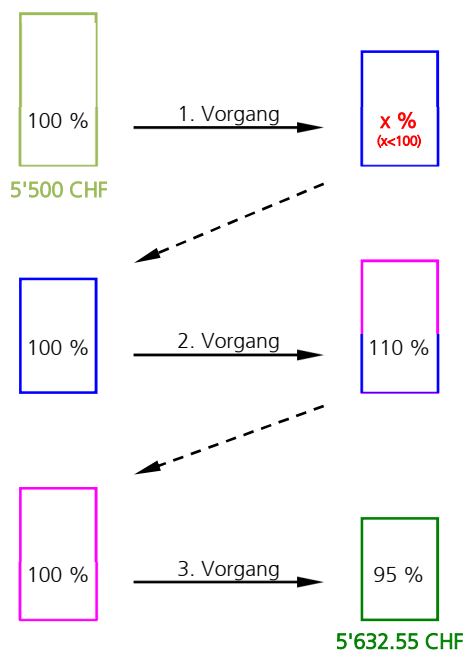 100 %
1. Vorgang
x %
(x<100)
5'500 CHF
100 %
2. Vorgang
110 %
100 %
3. Vorgang
95 %
5'632.55 CHF